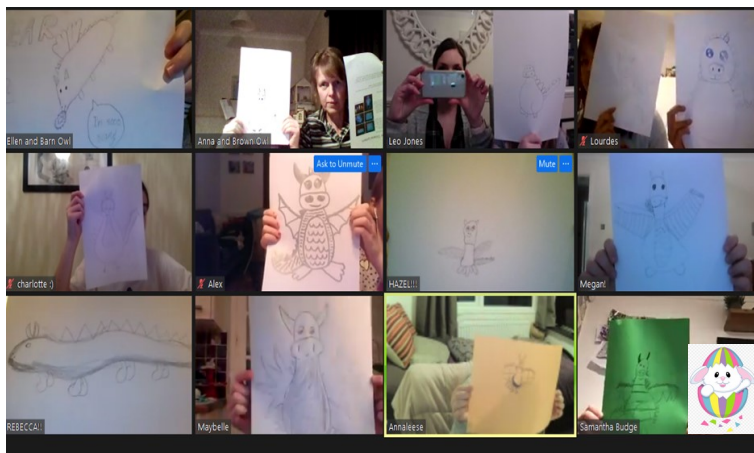 Ellen and Barn Owl
I'm not
Anna and Brown Owl
Leo Jones
Lourdes
charlotte :)
Ask to Unmute ...
Alex
Mute ...
HAZEL!!!
Megan!
REBECCA!!
Maybelle
Annaleese
Samantha Budge